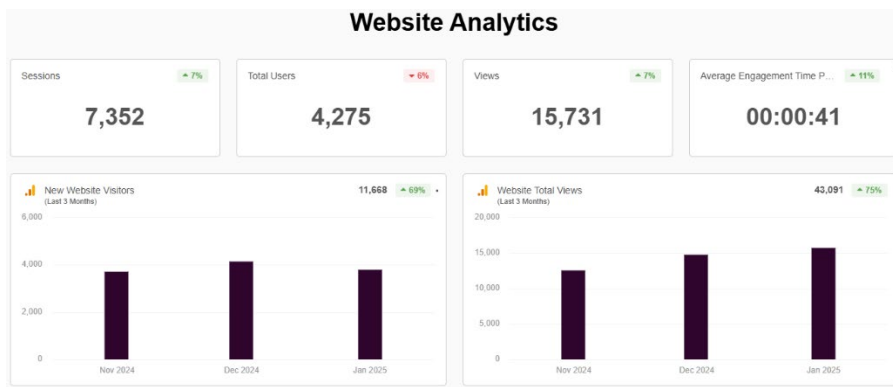 Website Analytics
Sessions 7%
7,352
Total Users 6%
4,275
Views 7%
15,731
Average Engagement Time P... 11%
00:00:41
New Website Visitors 11,668 69%
(Last 3 Months)
6,000
4,000
2,000
0
Nov 2024 Dec 2024 Jan 2025
Website Total Views 43,091 75%
(Last 3 Months)
20,000
15,000
10,000
5,000
0
Nov 2024 Dec 2024 Jan 2025